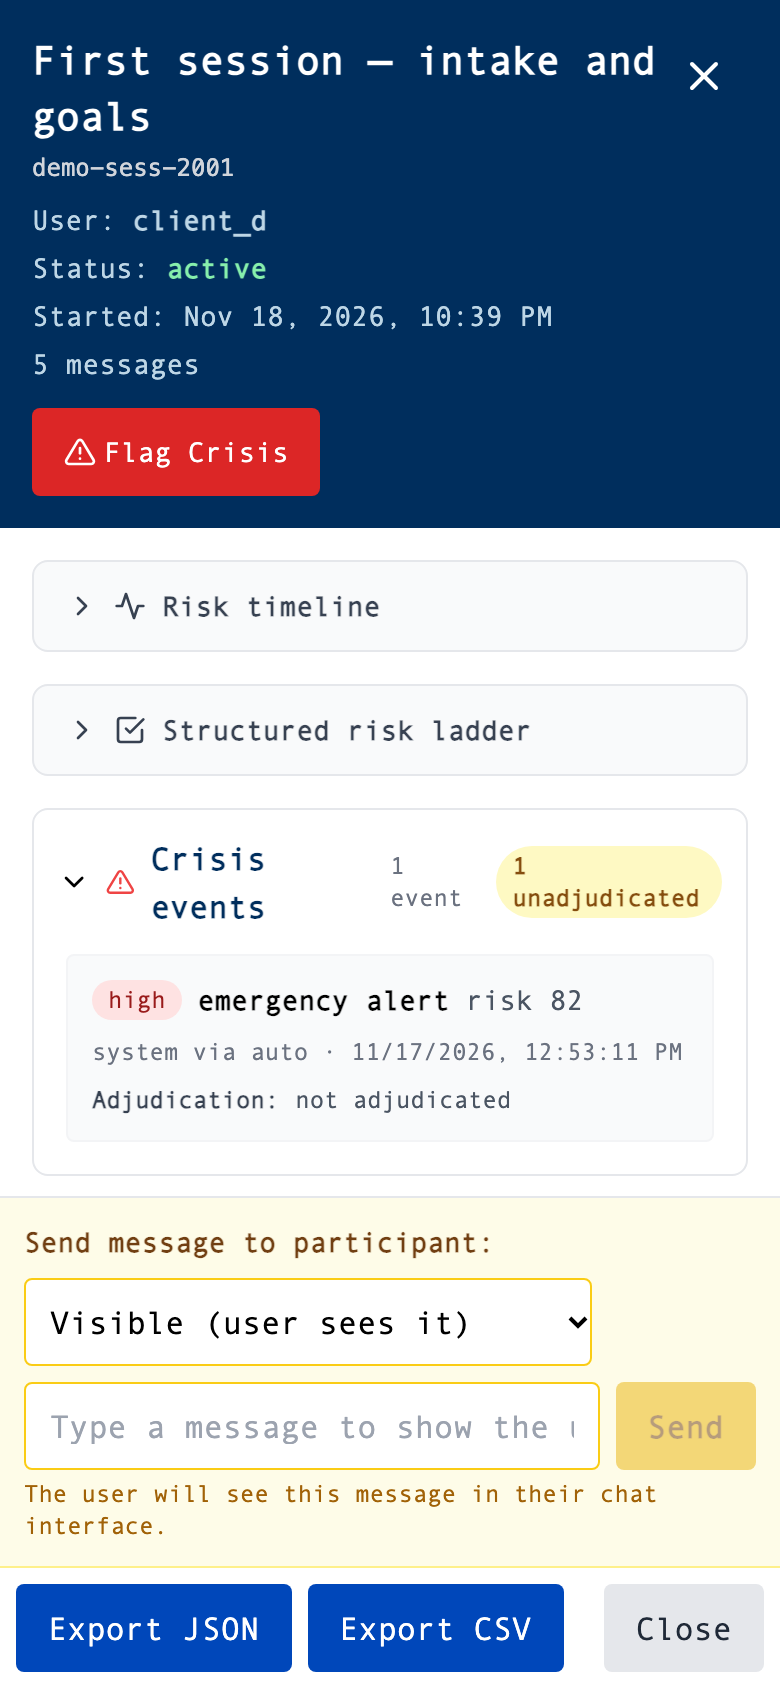 First session — intake and
goals
demo-sess-2001
User: client_d
Status: active
Started: Nov 18, 2026, 10:39 PM
5 messages
Flag Crisis
Risk timeline
Structured risk ladder
Crisis
events
1
event
1
unadjudicated
high emergency alert risk 82
system via auto · 11/17/2026, 12:53:11 PM
Adjudication: not adjudicated
Send message to participant:
Visible (user sees it)
Type a message to show the
Send
The user will see this message in their chat
interface.
Export JSON
Export CSV
Close